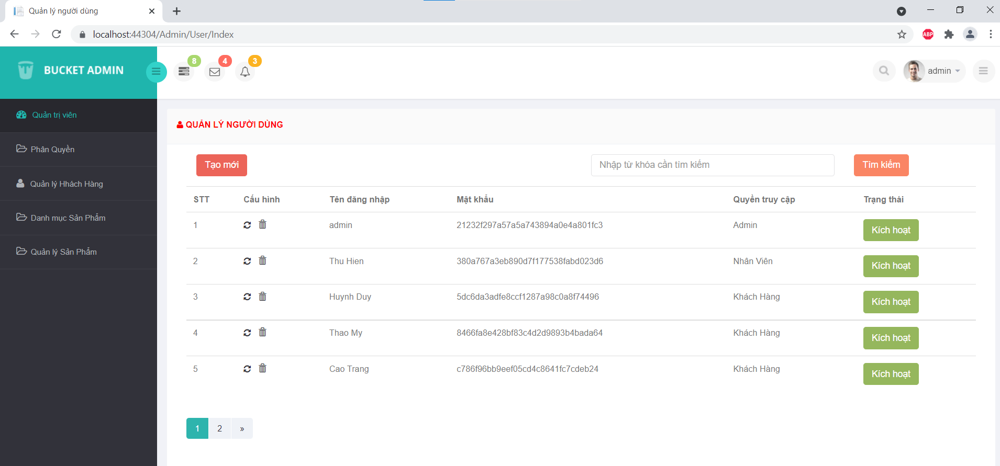 Quản lý người dùng
localhost:44304/Admin/User/Index
ABP
BUCKET ADMIN
8
4
3
admin
Quản trị viên
Phân Quyền
Quản lý Hhách Hàng
Danh mục Sản Phẩm
Quản lý Sản Phẩm
QUẢN LÝ NGƯỜI DÙNG
Tạo mới
Nhập từ khóa cần tìm kiếm
Tìm kiếm
STT Cấu hình Tên đăng nhập Mật khẩu Quyền truy cập Trạng thái
1 admin 21232f297a57a5a743894a0e4a801fc3 Admin Kích hoạt
2 Thu Hien 380a767a3eb890d7f177538fabd023d6 Nhân Viên Kích hoạt
3 Huynh Duy 5dc6da3adfe8ccf1287a98c0a8f74496 Khách Hàng Kích hoạt
4 Thao My 8466fa8e428bf83c4d2d9893b4bada64 Khách Hàng Kích hoạt
5 Cao Trang c786f96bb9eef05cd4c8641fc7cdeb24 Khách Hàng Kích hoạt
1 2 »